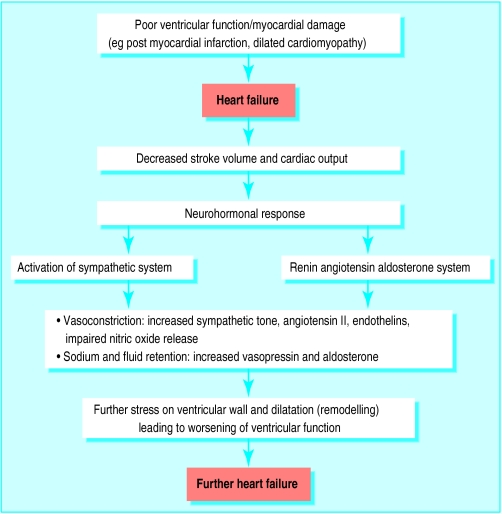 Poor ventricular function/myocardial damage
(eg post myocardial infarction, dilated cardiomyopathy)
Heart failure
Decreased stroke volume and cardiac output
Neurohormonal response
Activation of sympathetic system
Renin angiotensin aldosterone system
• Vasoconstriction: increased sympathetic tone, angiotensin II, endothelins,
impaired nitric oxide release
• Sodium and fluid retention: increased vasopressin and aldosterone
Further stress on ventricular wall and dilatation (remodelling)
leading to worsening of ventricular function
Further heart failure